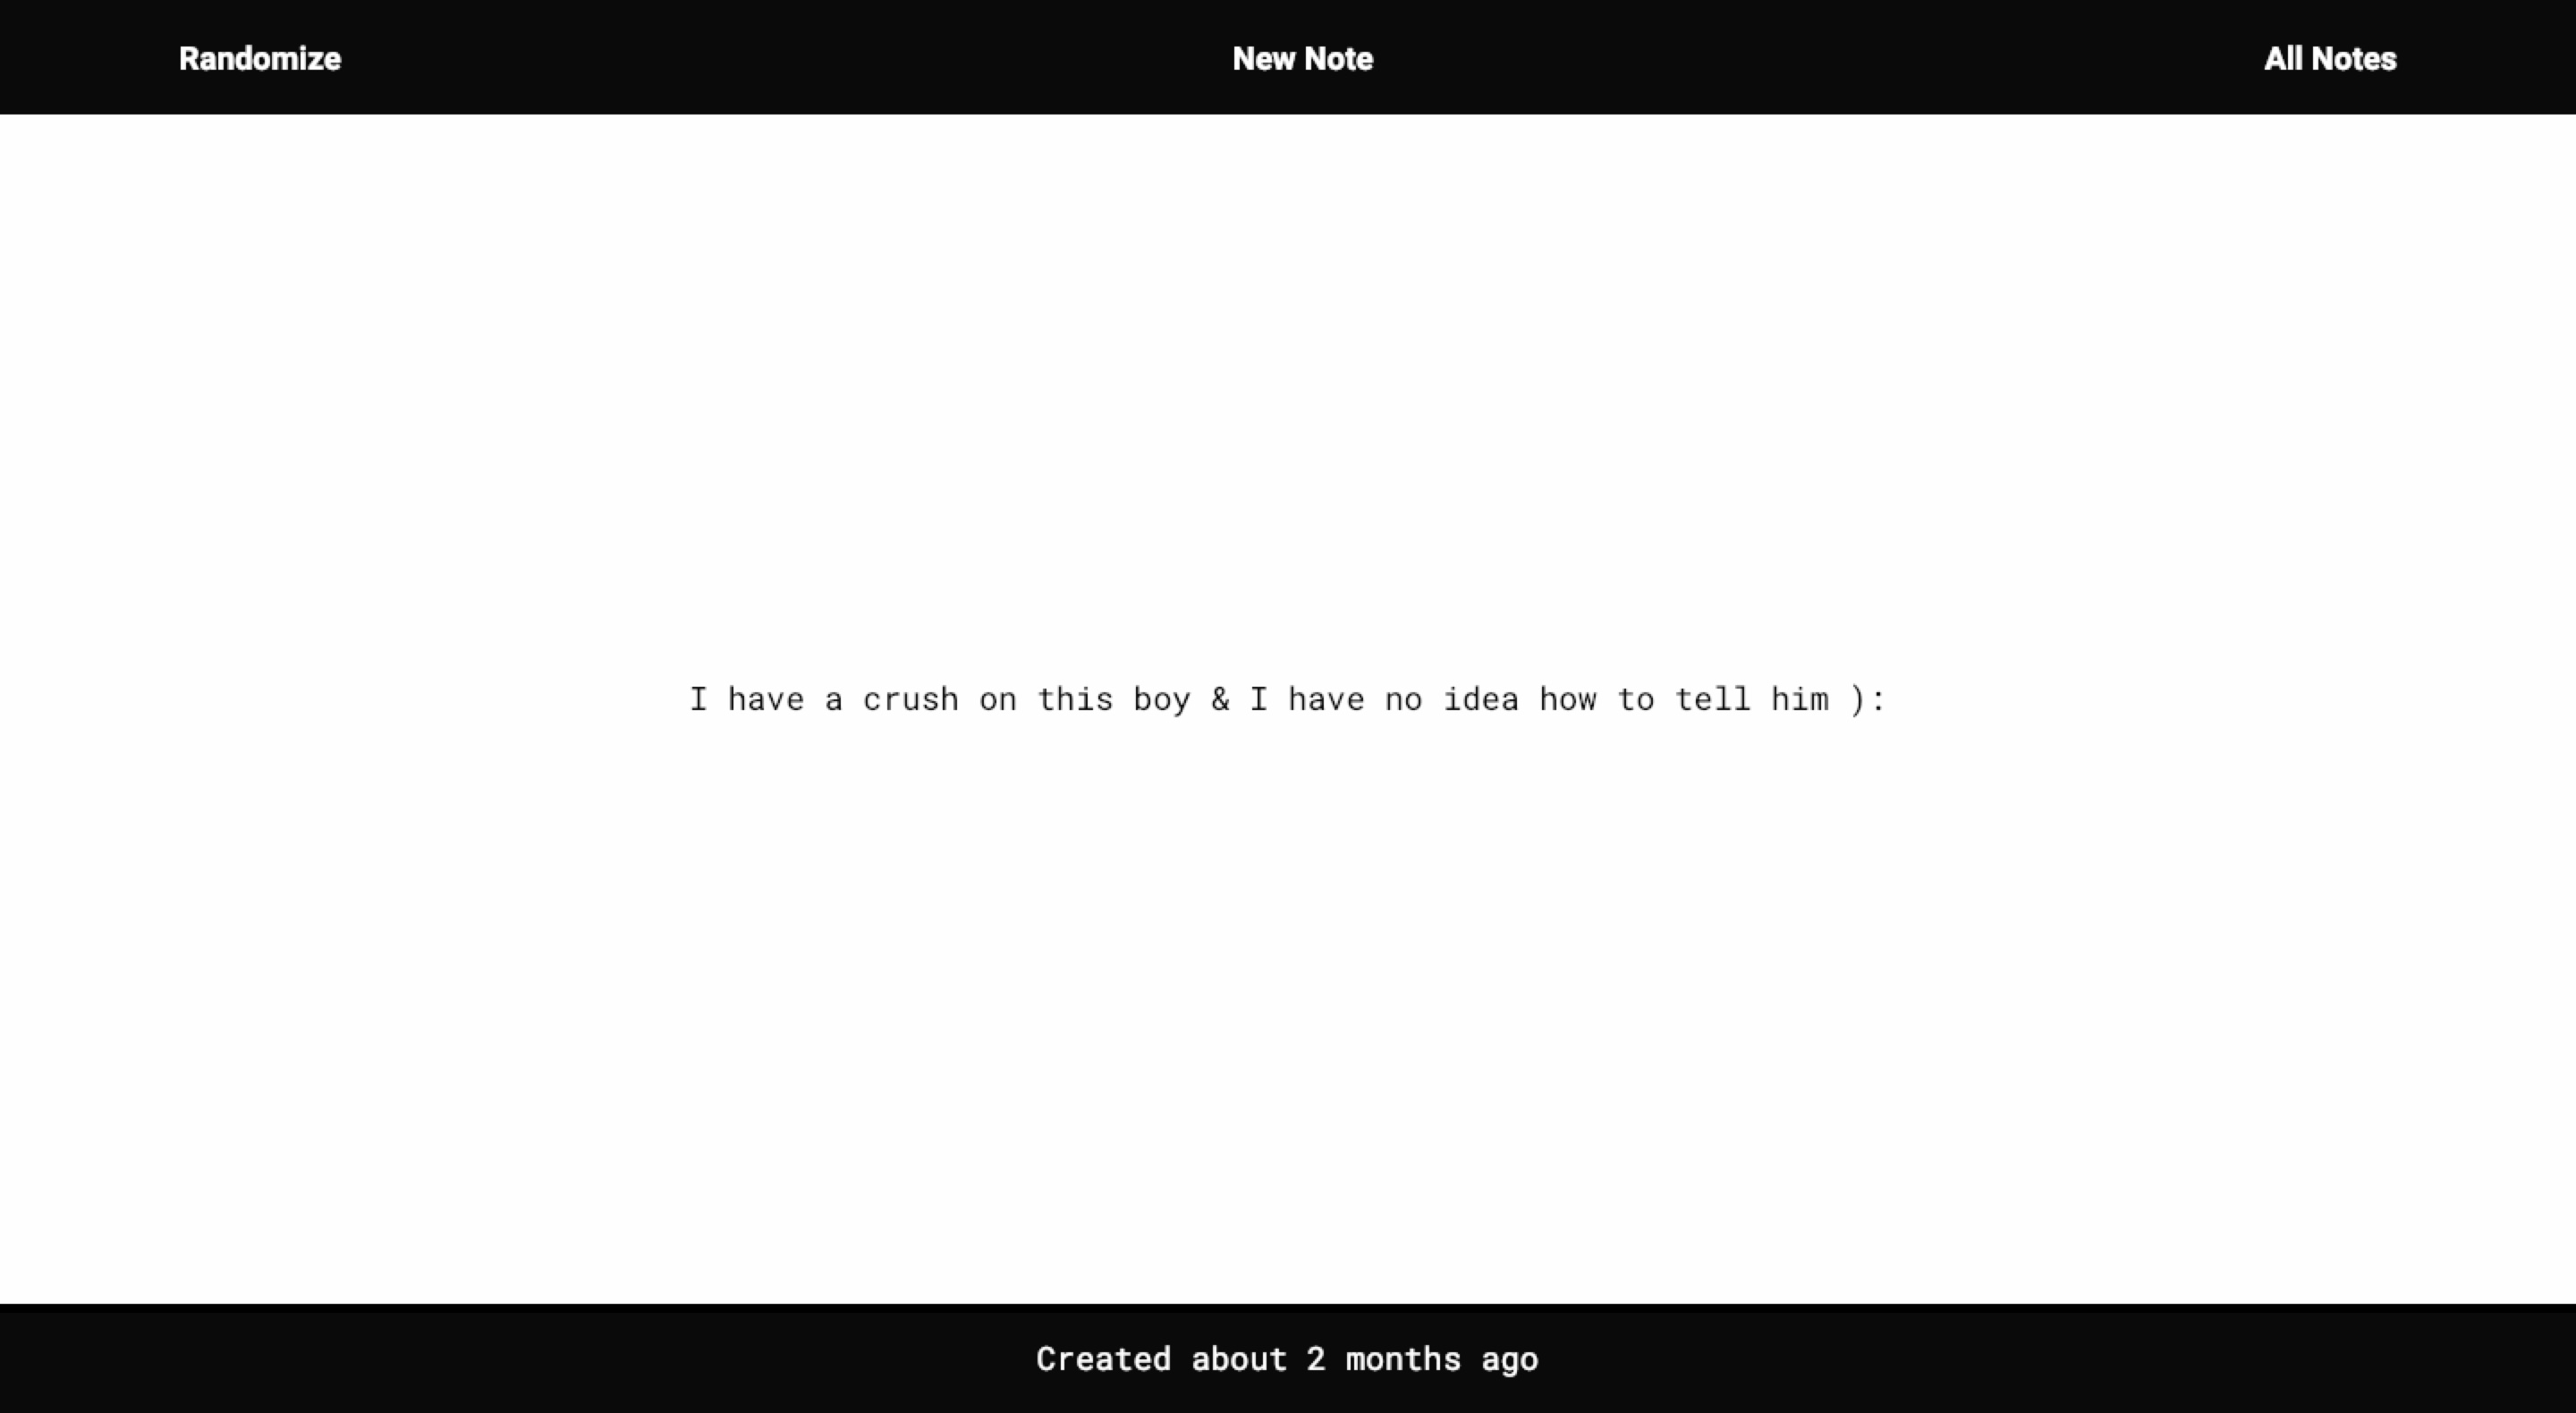 Randomize
New Note
All Notes
I have a crush on this boy & I have no idea how to tell him ):
Created about 2 months ago